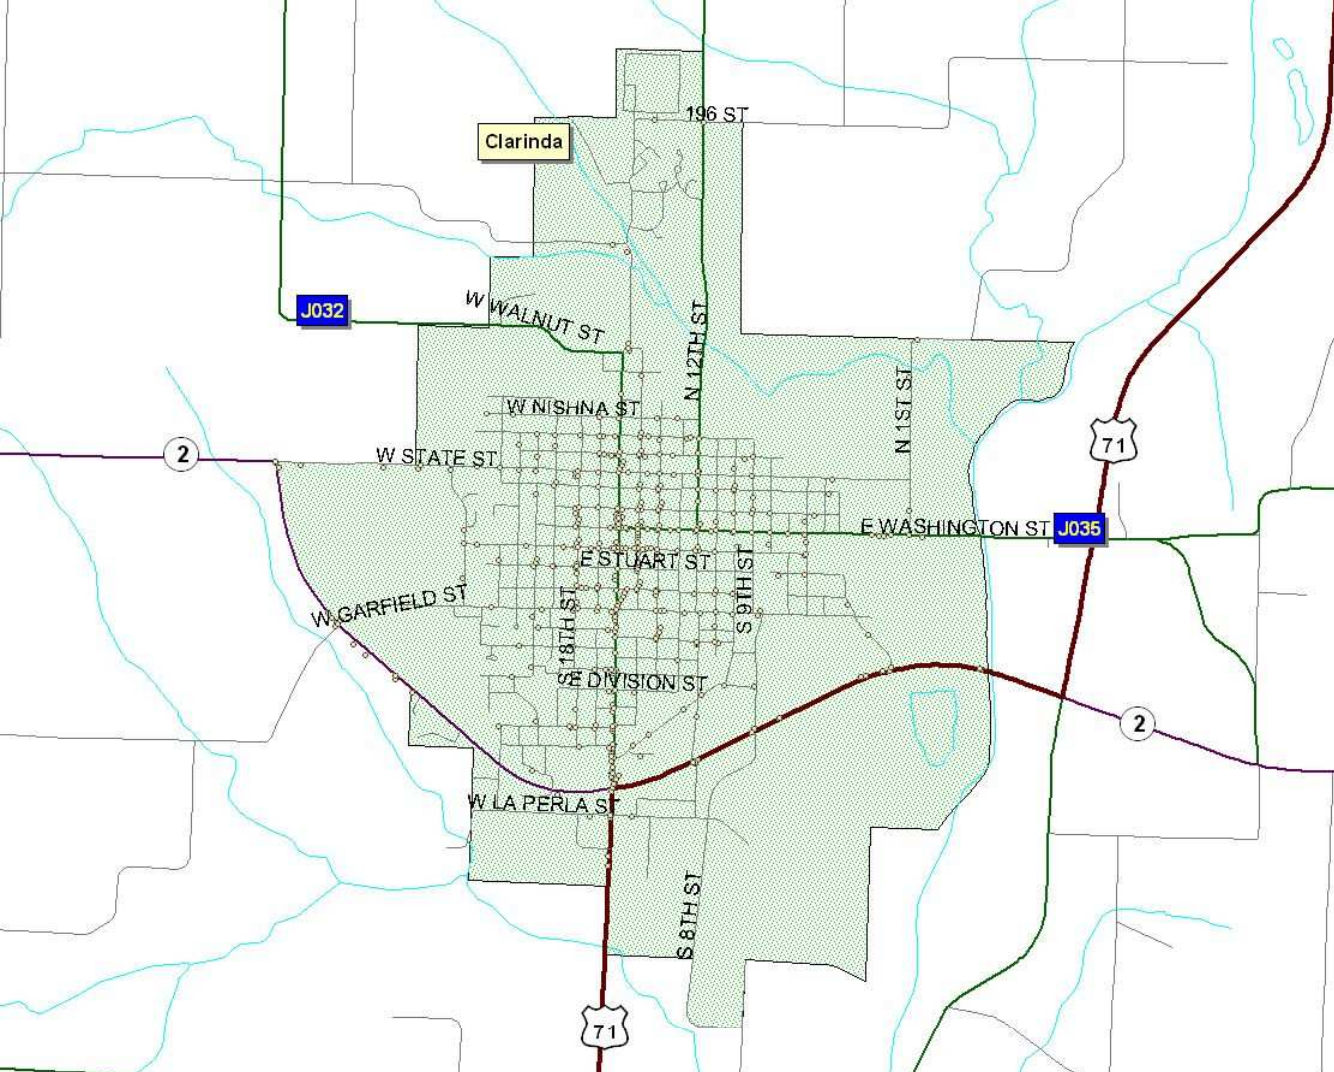 196 ST
Clarinda
J032
W WALNUT ST
N 12TH ST
N 1ST ST
W NISHNA ST
71
2
W STATE ST
E WASHINGTON ST
J035
E STUART ST
S 9TH ST
W GARFIELD ST
S 18TH ST
E DIVISION ST
2
W LA PERLA ST
S 8TH ST
71